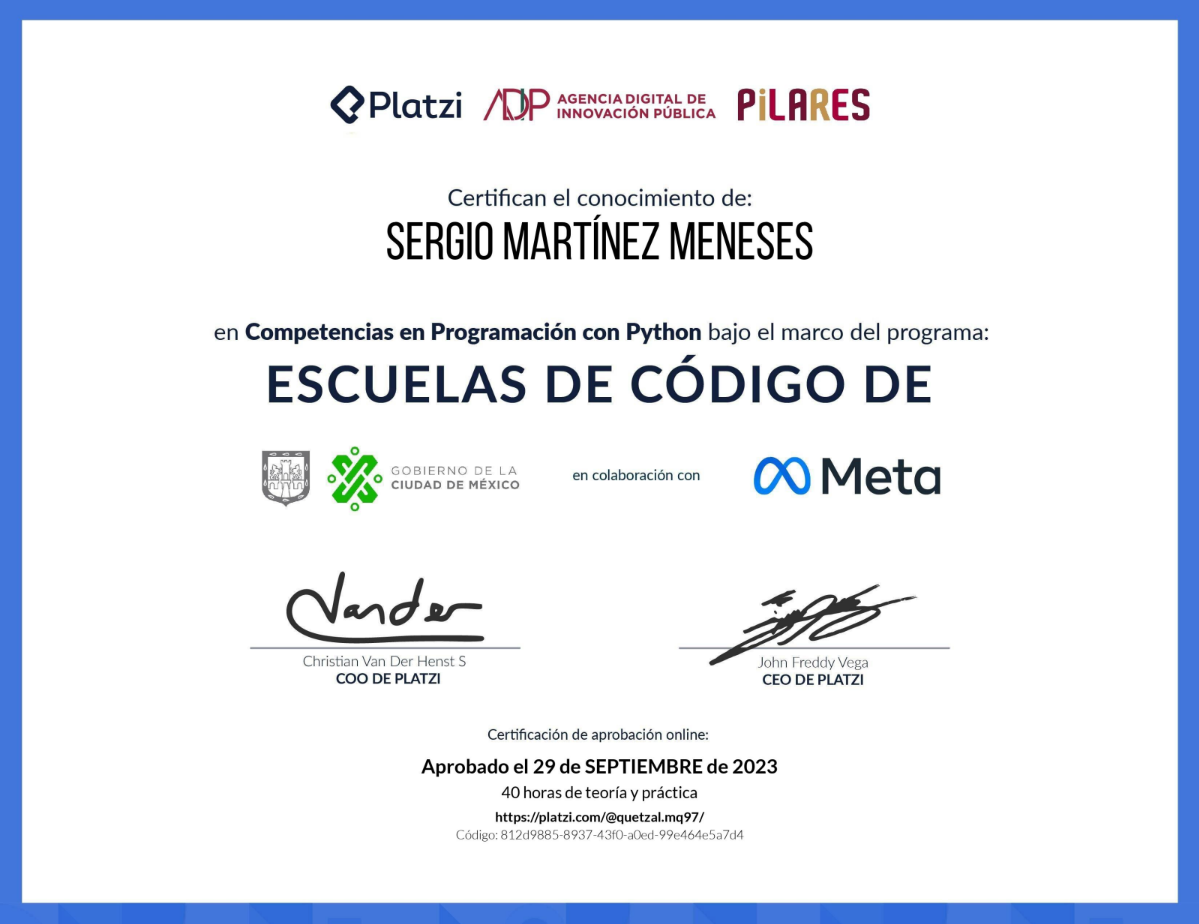 Platzi ADIP AGENCIA DIGITAL DE INNOVACIÓN PÚBLICA PiLARES
Certifican el conocimiento de:
SERGIO MARTÍNEZ MENESES
en Competencias en Programación con Python bajo el marco del programa:
ESCUELAS DE CÓDIGO DE
GOBIERNO DE LA CIUDAD DE MÉXICO en colaboración con Meta
Vander
Christian Van Der Henst S John Freddy Vega
COO DE PLATZI CEO DE PLATZI
Certificación de aprobación online:
Aprobado el 29 de SEPTIEMBRE de 2023
40 horas de teoría y práctica
https://platzi.com/@quetzal.mq97/
Código: 812d9885-8937-43f0-a0ed-99e464e5a7d4